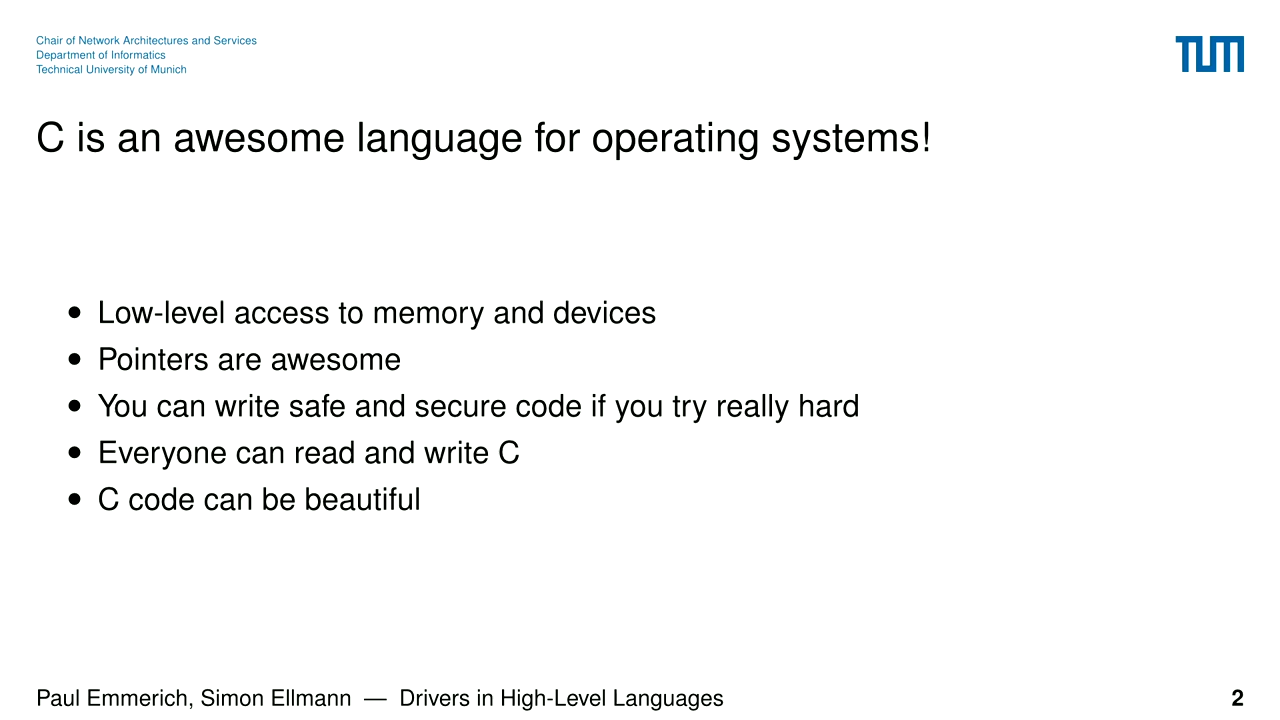 Chair of Network Architectures and Services
Department of Informatics
Technical University of Munich
TUM
C is an awesome language for operating systems!
• Low-level access to memory and devices
• Pointers are awesome
• You can write safe and secure code if you try really hard
• Everyone can read and write C
• C code can be beautiful
Paul Emmerich, Simon Ellmann — Drivers in High-Level Languages
2